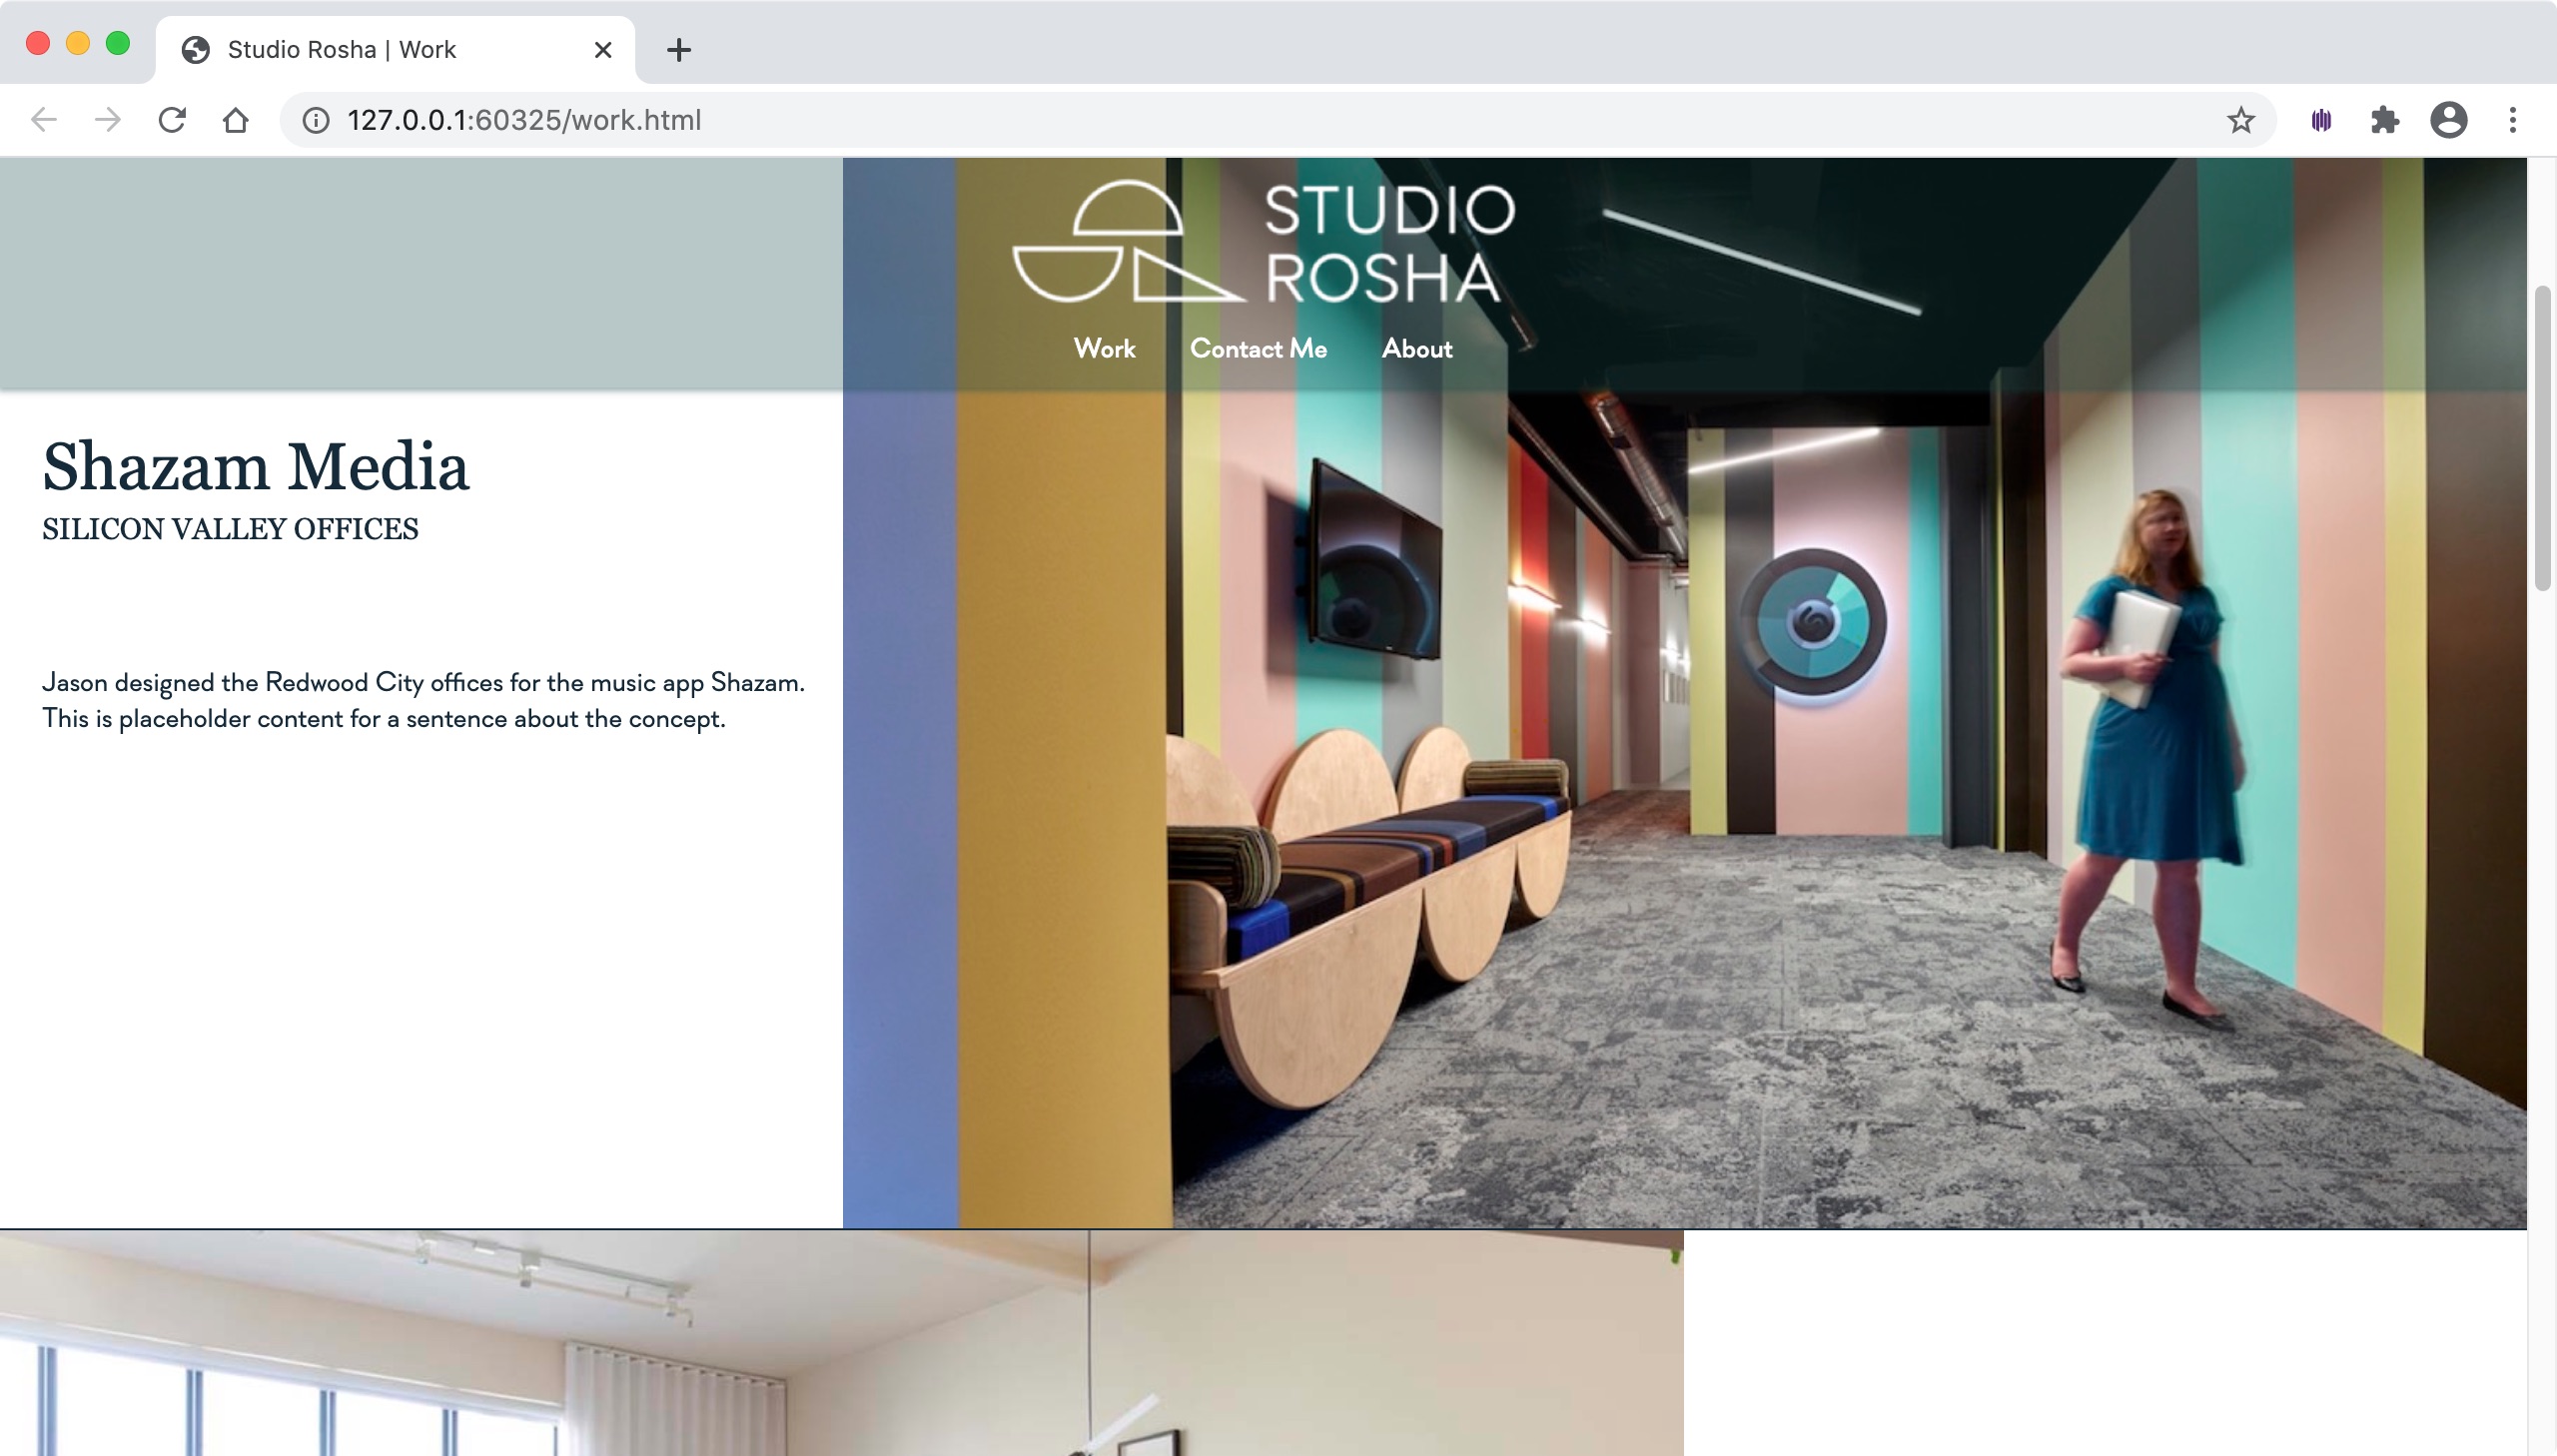 Studio Rosha | Work
127.0.0.1:60325/work.html
STUDIO
ROSHA
Work Contact Me About
Shazam Media
SILICON VALLEY OFFICES
Jason designed the Redwood City offices for the music app Shazam.
This is placeholder content for a sentence about the concept.